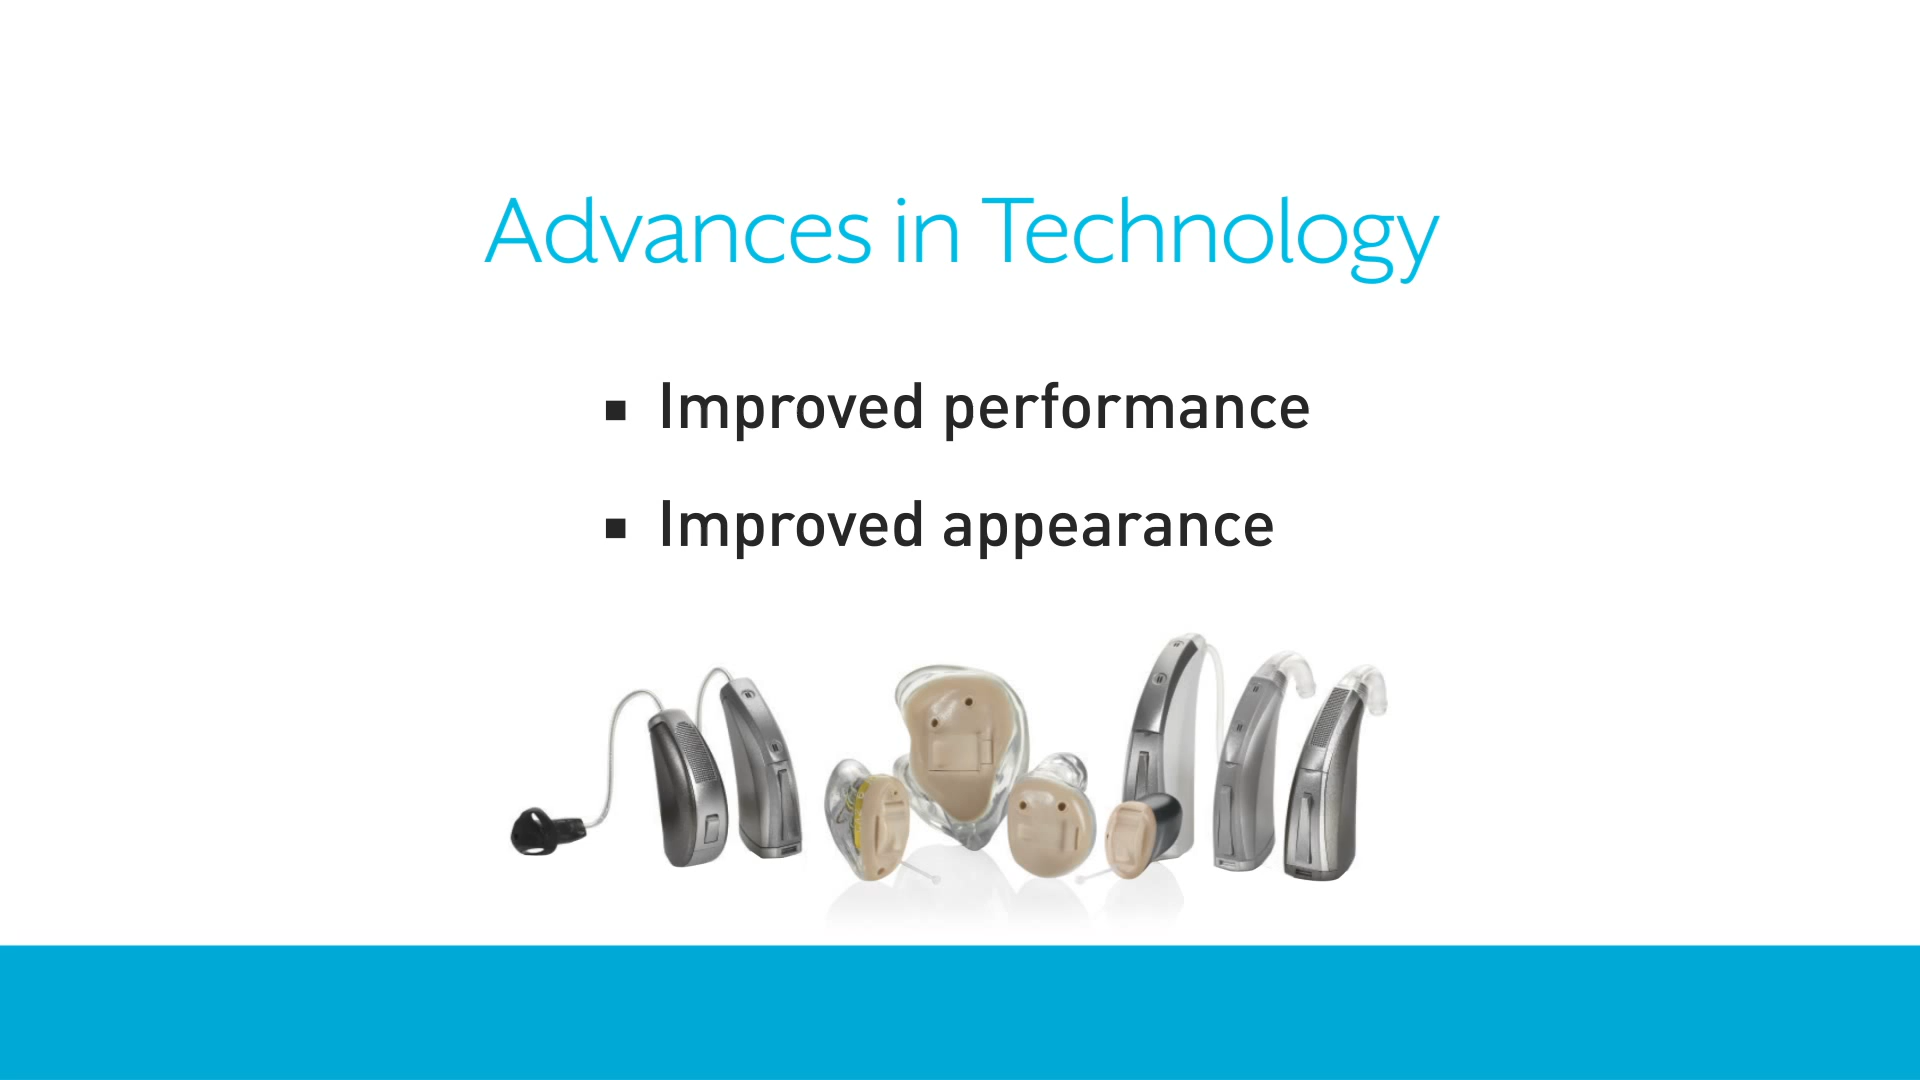 Advances in Technology
▪ Improved performance
▪ Improved appearance